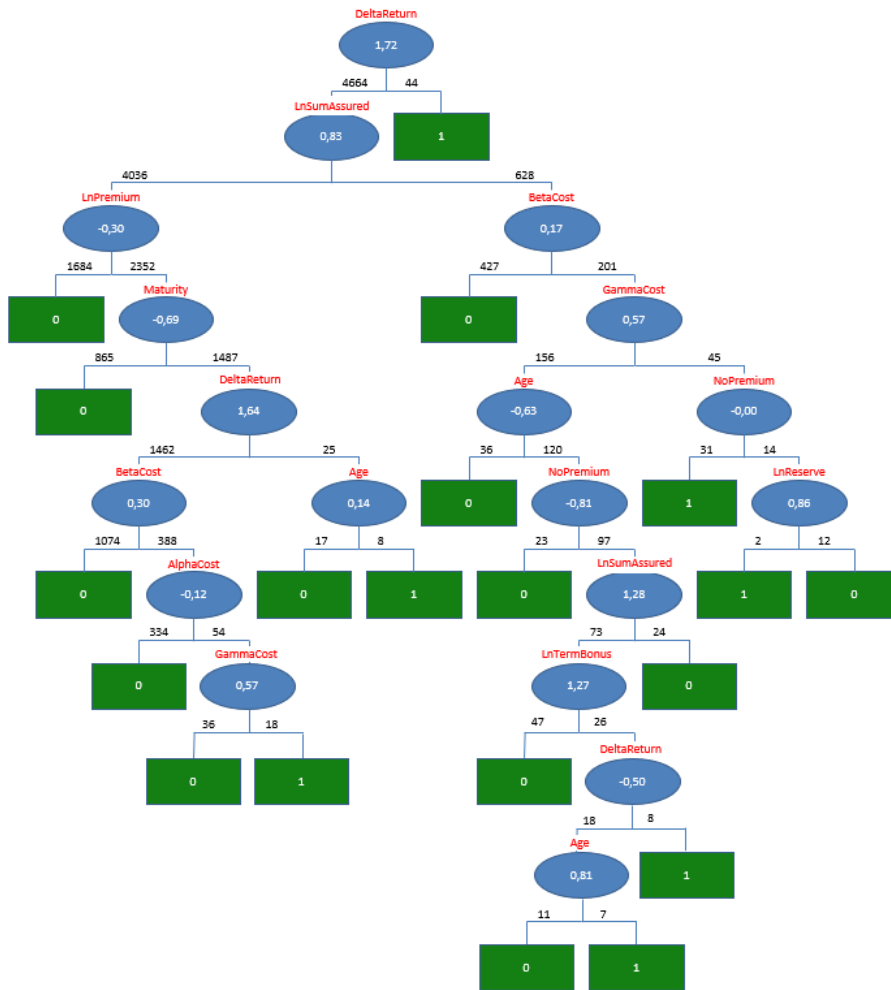 DeltaReturn
1,72
4664 44
LnSumAssured
0,83 1
4036 628
LnPremium BetaCost
-0,30 0,17
1684 2352 427 201
Maturity GammaCost
0 -0,69 0 0,57
865 1487 156 45
DeltaReturn Age NoPremium
0 1,64 -0,63 -0,00
1462 25 36 120 31 14
BetaCost Age NoPremium LnReserve
0,30 0,14 0 -0,81 1 0,86
1074 388 17 8 23 97 2 12
AlphaCost LnSumAssured
0 -0,12 0 1 0 1,28 1 0
334 54 73 24
GammaCost LnTermBonus
0 0,57 1,27 0
36 18 47 26
DeltaReturn
0 1 0 -0,50
18 8
Age
0,81 1
11 7
0 1